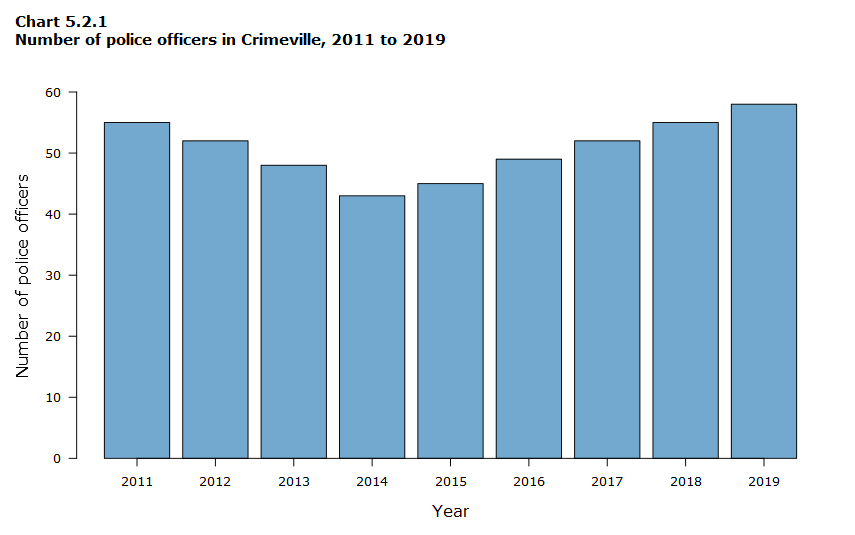 Chart 5.2.1
Number of police officers in Crimeville, 2011 to 2019
Number of police officers
60
50
40
30
20
10
0
2011 2012 2013 2014 2015 2016 2017 2018 2019
Year